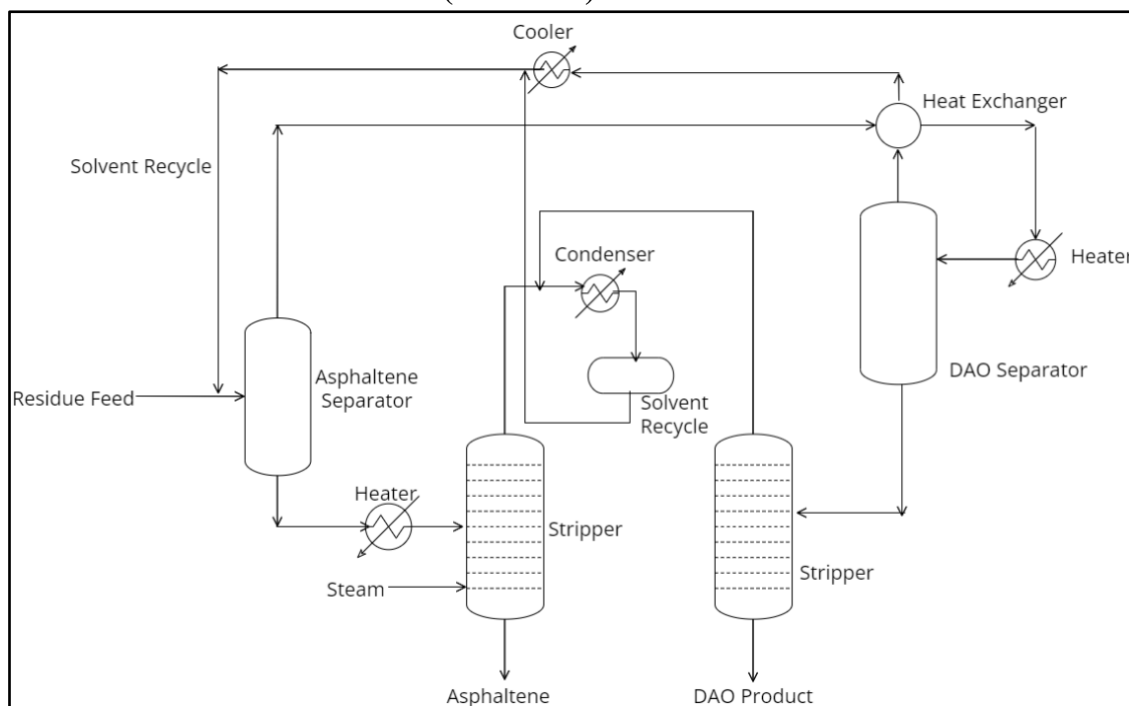 Cooler
Heat Exchanger
Solvent Recycle
Condenser
Heater
Asphaltene
Separator
DAO Separator
Residue Feed
Solvent
Recycle
Heater
Stripper
Stripper
Steam
Asphaltene
DAO Product